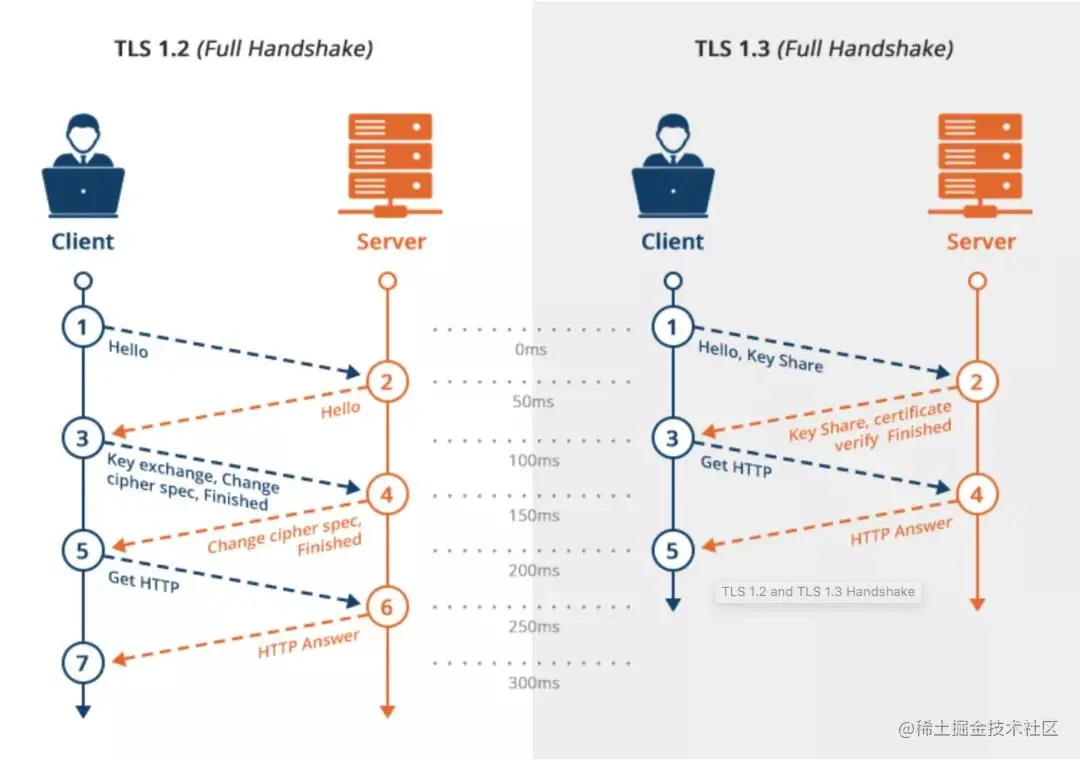 TLS 1.2 (Full Handshake)
Client
Server
1
Hello
2
Hello
3
Key exchange, Change
cipher spec, Finished
4
Change cipher spec,
Finished
5
Get HTTP
6
HTTP Answer
7
0ms
50ms
100ms
150ms
200ms
250ms
300ms
TLS 1.3 (Full Handshake)
Client
Server
1
Hello, Key Share
2
Key Share, certificate
verify Finished
3
Get HTTP
4
HTTP Answer
5
TLS 1.2 and TLS 1.3 Handshake
@稀土掘金技术社区